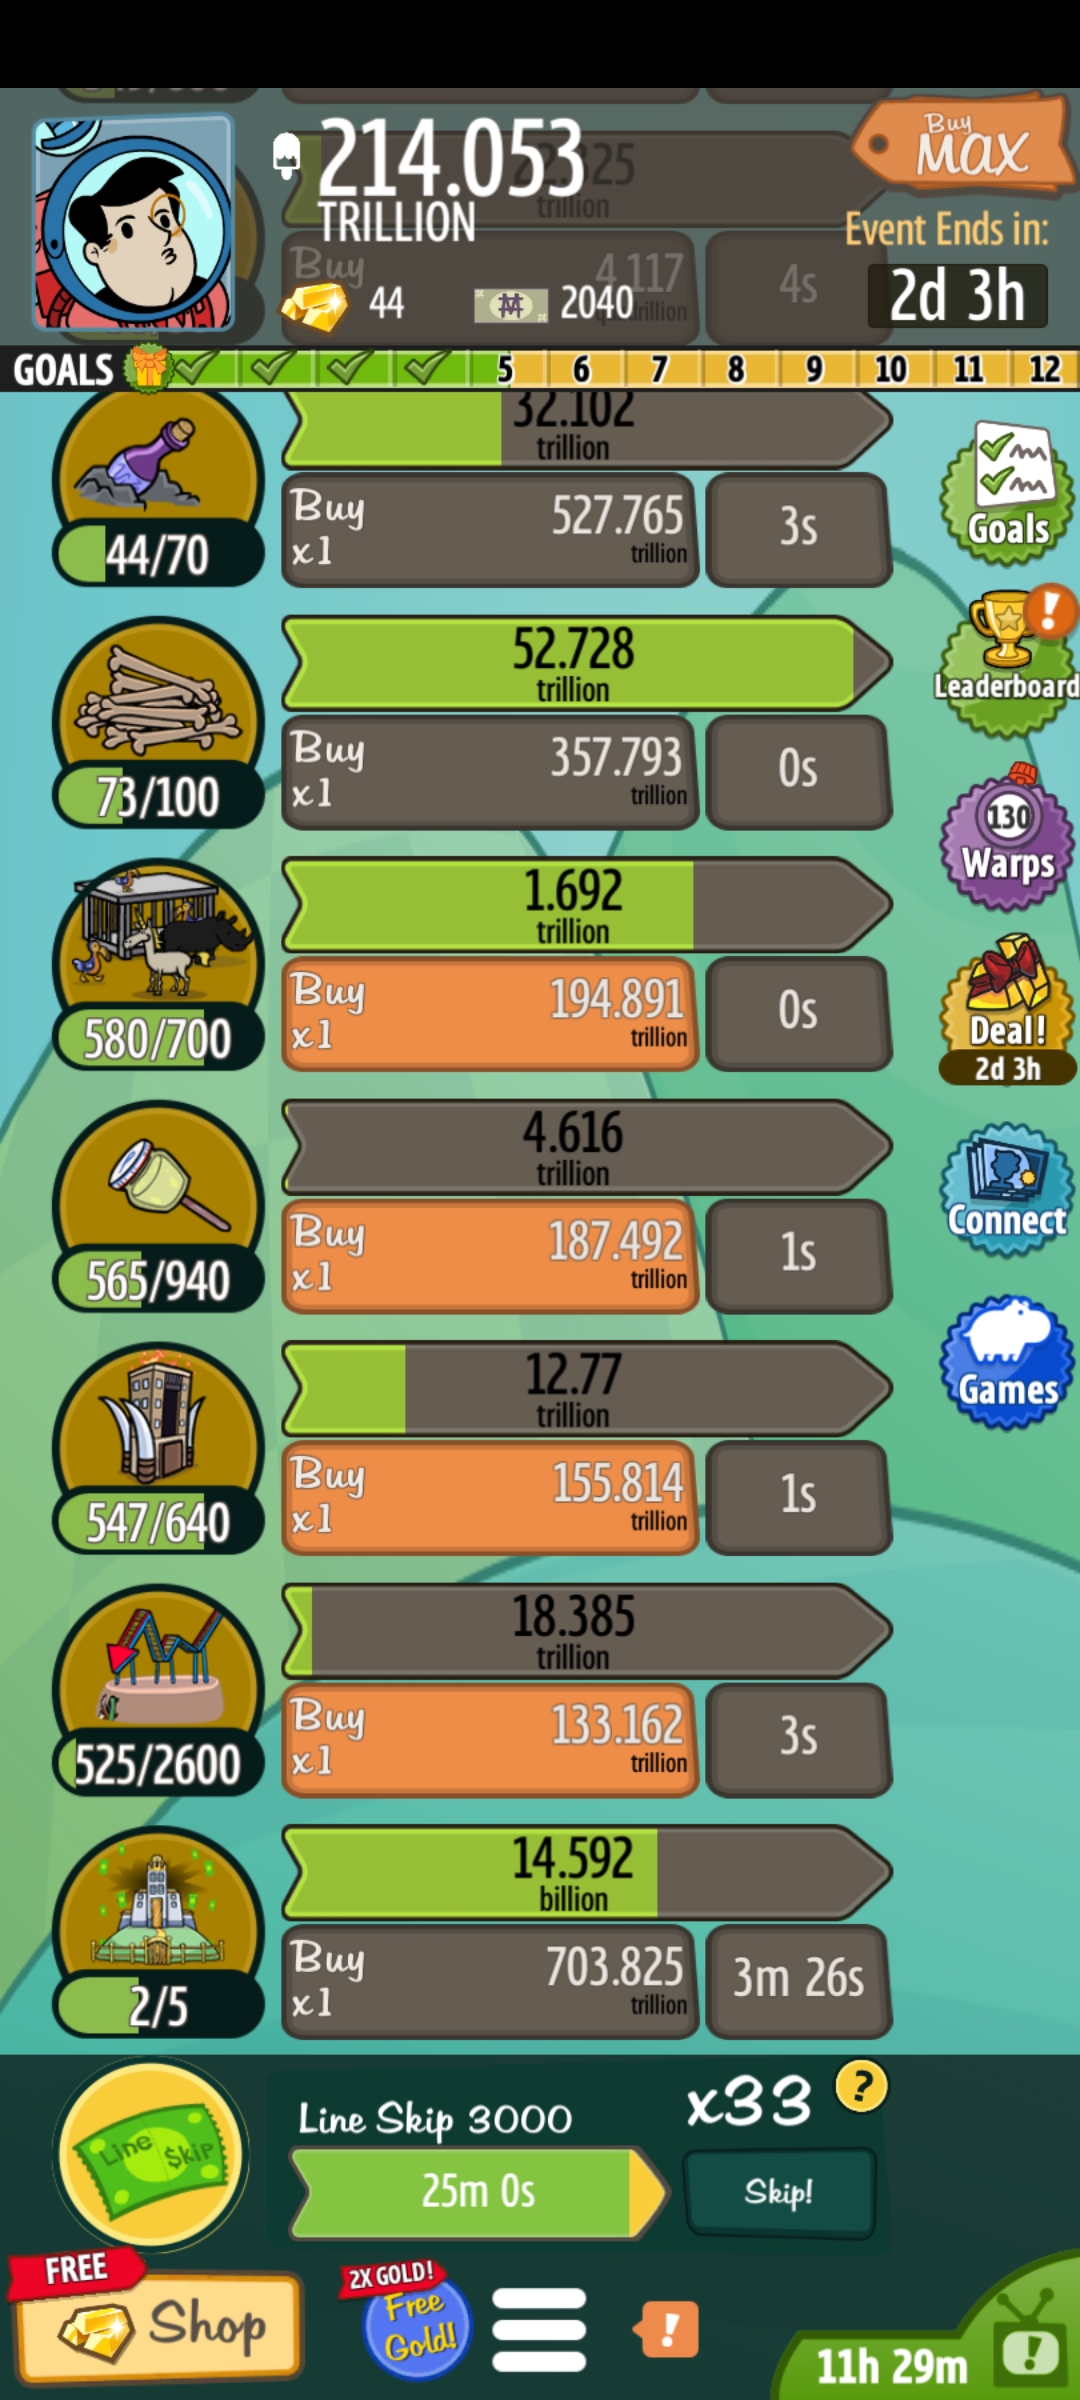 214.053
TRILLION
Buy
MAX
Event Ends in:
2d 3h
44
2040
trillion
Buy
4.117
4s
GOALS
5
6
7
8
9
10
11
12
32.102
trillion
44/70
Buy
x1
527.765
trillion
3s
Goals
52.728
trillion
73/100
Buy
x1
357.793
trillion
0s
!
Leaderboard
130
Warps
1.692
trillion
580/700
Buy
x1
194.891
trillion
0s
Deal!
2d 3h
4.616
trillion
565/940
Buy
x1
187.492
trillion
1s
Connect
12.77
trillion
547/640
Buy
x1
155.814
trillion
1s
Games
18.385
trillion
525/2600
Buy
x1
133.162
trillion
3s
14.592
billion
2/5
Buy
x1
703.825
trillion
3m 26s
Line $kip
Line Skip 3000
25m 0s
x33
?
Skip!
FREE
Shop
2X GOLD!
Free
Gold!
!
11h 29m
!